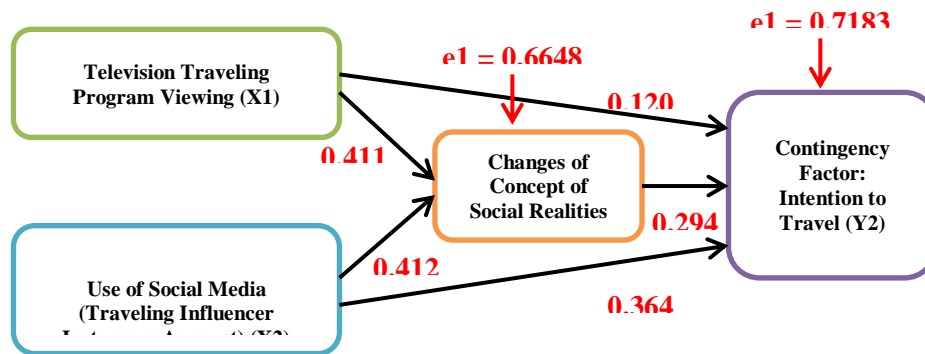 e1 = 0.7183
e1 = 0.6648
Television Traveling
Program Viewing (X1)
0.120
0.411
Changes of
Concept of
Social Realities
Contingency
Factor:
Intention to
Travel (Y2)
0.294
0.412
Use of Social Media
(Traveling Influencer
0.364